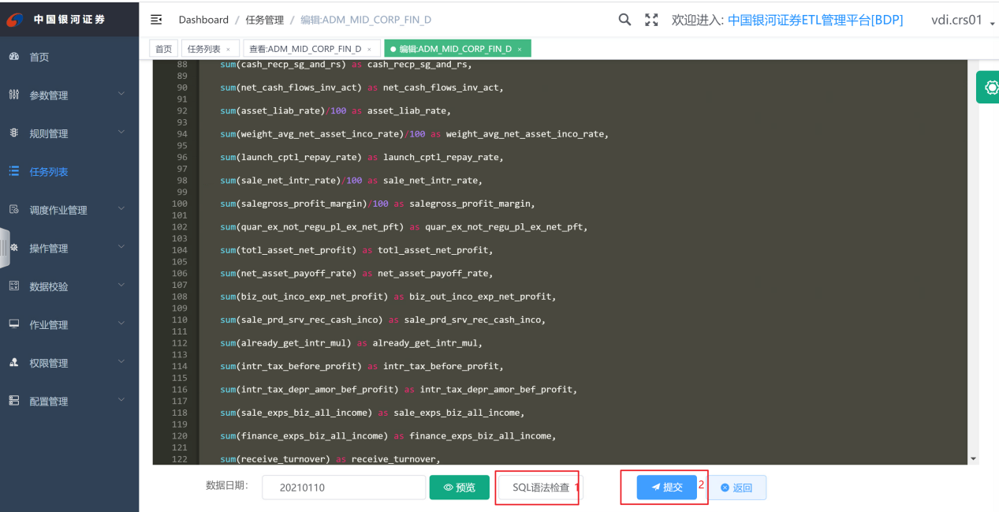 中国银河证券
Dashboard / 任务管理 / 编辑:ADM_MID_CORP_FIN_D
欢迎进入: 中国银河证券ETL管理平台[BDP]
vdi.crs01
首页
任务列表 ×
查看:ADM_MID_CORP_FIN_D ×
编辑:ADM_MID_CORP_FIN_D ×
首页
参数管理
规则管理
任务列表
调度作业管理
操作管理
数据校验
作业管理
权限管理
配置管理
88 sum(cash_recp_sg_and_rs) as cash_recp_sg_and_rs,
89
90 sum(net_cash_flows_inv_act) as net_cash_flows_inv_act,
91
92 sum(asset_liab_rate)/100 as asset_liab_rate,
93
94 sum(weight_avg_net_asset_inco_rate)/100 as weight_avg_net_asset_inco_rate,
95
96 sum(launch_cptl_repay_rate) as launch_cptl_repay_rate,
97
98 sum(sale_net_intr_rate)/100 as sale_net_intr_rate,
99
100 sum(salegross_profit_margin)/100 as salegross_profit_margin,
101
102 sum(quar_ex_not_regu_pl_ex_net_pft) as quar_ex_not_regu_pl_ex_net_pft,
103
104 sum(totl_asset_net_profit) as totl_asset_net_profit,
105
106 sum(net_asset_payoff_rate) as net_asset_payoff_rate,
107
108 sum(biz_out_inco_exp_net_profit) as biz_out_inco_exp_net_profit,
109
110 sum(sale_prd_srv_rec_cash_inco) as sale_prd_srv_rec_cash_inco,
111
112 sum(already_get_intr_mul) as already_get_intr_mul,
113
114 sum(intr_tax_before_profit) as intr_tax_before_profit,
115
116 sum(intr_tax_depr_amor_bef_profit) as intr_tax_depr_amor_bef_profit,
117
118 sum(sale_exps_biz_all_income) as sale_exps_biz_all_income,
119
120 sum(finance_exps_biz_all_income) as finance_exps_biz_all_income,
121
122 sum(receive_turnover) as receive_turnover,
数据日期: 20210110 预览 SQL语法检查 1 提交 2 返回